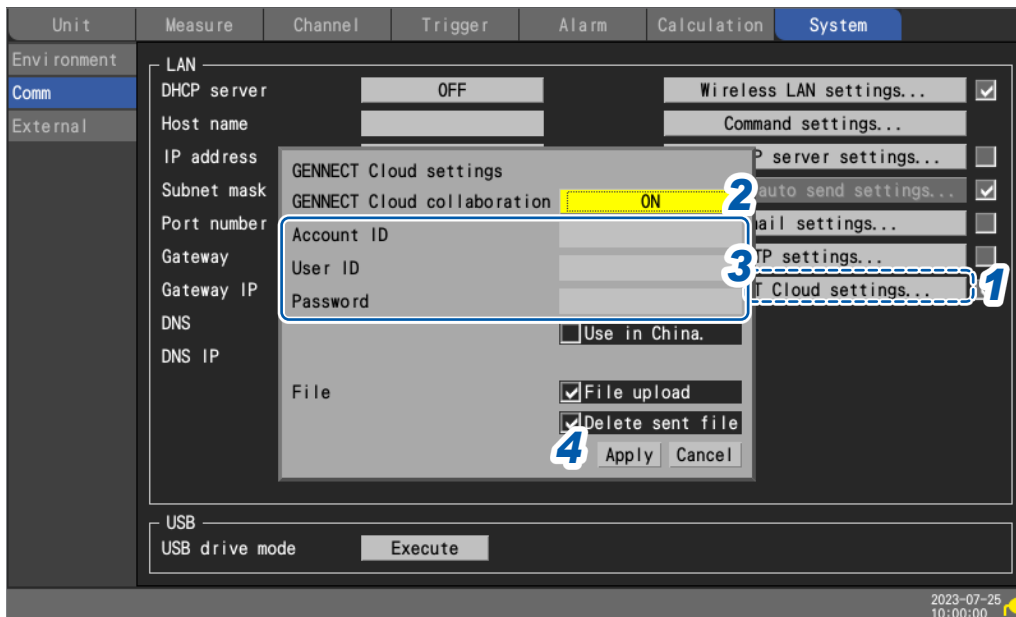 Unit Measure Channel Trigger Alarm Calculation System
Environment
Comm
External
LAN
DHCP server OFF Wireless LAN settings...
Host name Command settings...
IP address P server settings...
Subnet mask auto send settings...
Port number ail settings...
Gateway TP settings...
Gateway IP T Cloud settings... 1
DNS
DNS IP
GENNECT Cloud settings
GENNECT Cloud collaboration ON 2
Account ID
User ID 3
Password
Use in China.
File File upload
Delete sent file
4 Apply Cancel
USB
USB drive mode Execute
2023-07-25
10:00:00